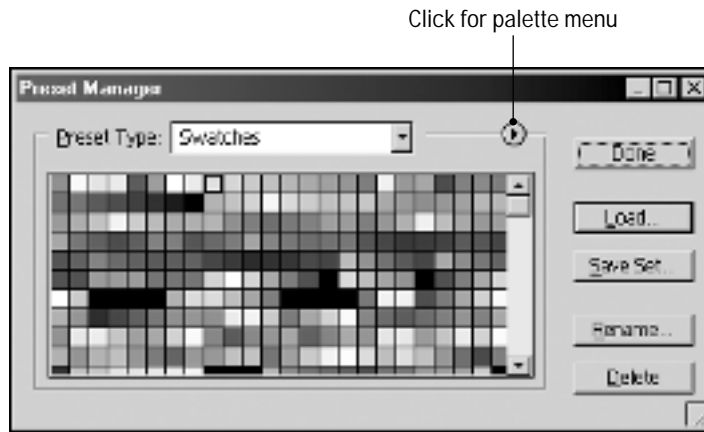 Click for palette menu
Preset Manager
Preset Type: Swatches
Done
Load...
Save Set...
Rename...
Delete